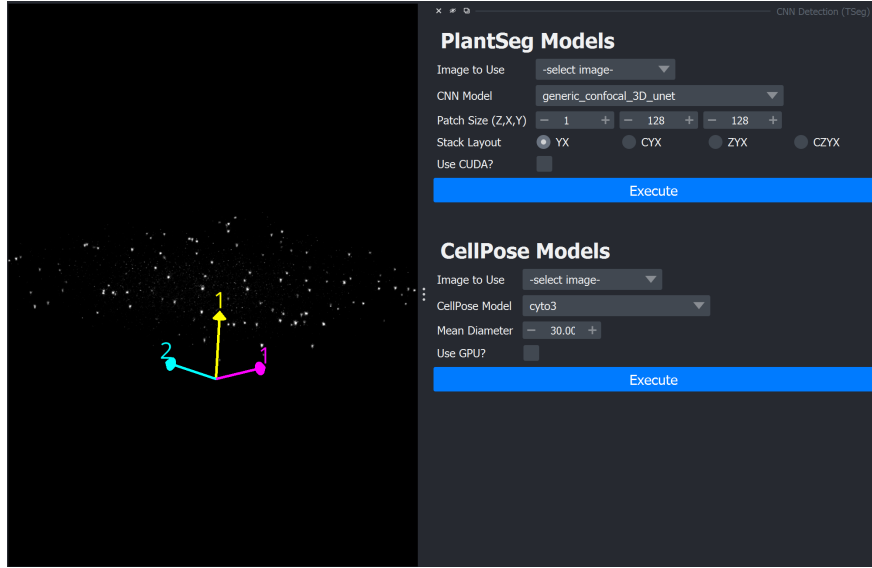 CNN Detection (TSeg)
PlantSeg Models
Image to Use -select image-
CNN Model generic_confocal_3D_unet
Patch Size (Z,X,Y) − 1 + − 128 + − 128 +
Stack Layout YX CYX ZYX CZYX
Use CUDA?
Execute
CellPose Models
Image to Use -select image-
CellPose Model cyto3
Mean Diameter − 30.00 +
Use GPU?
Execute
1
2
1